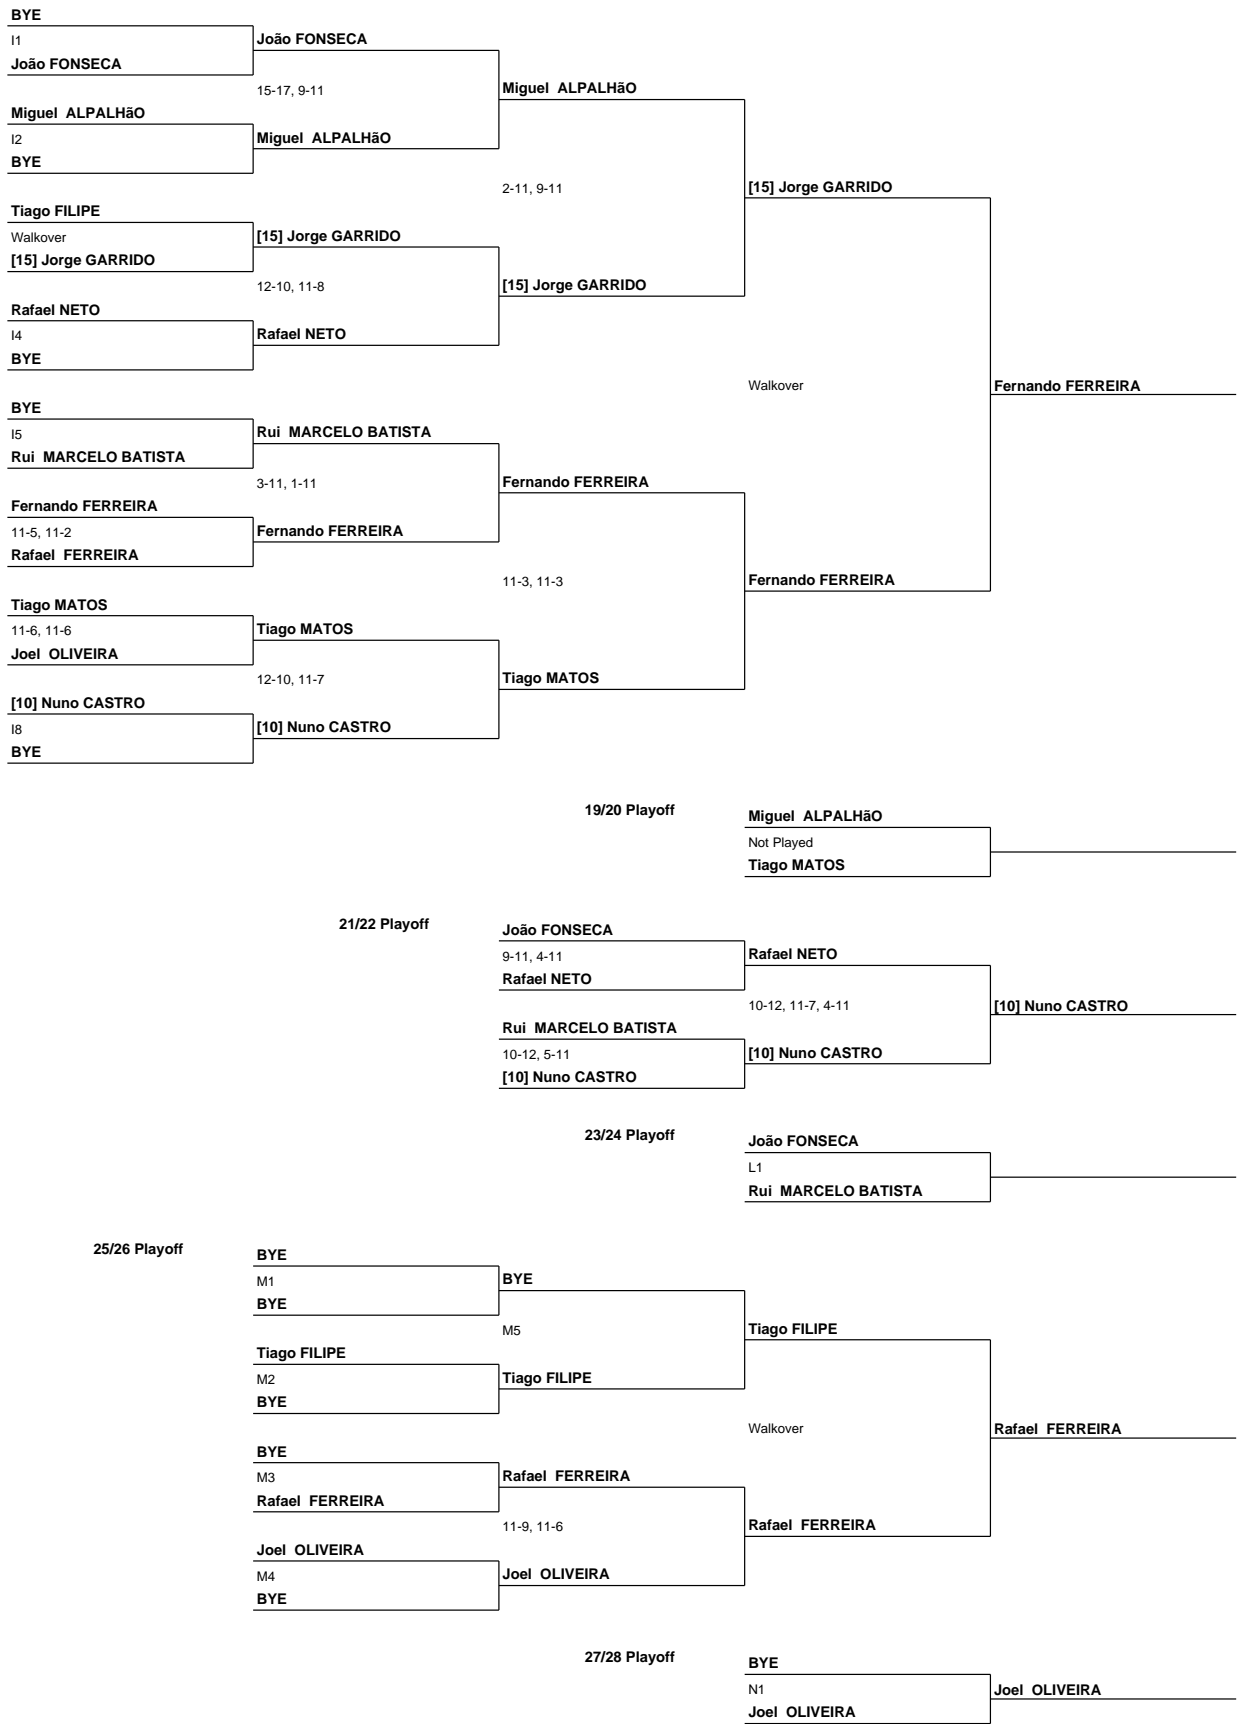 BYE
I1
João FONSECA
João FONSECA
15-17, 9-11
Miguel  ALPALHãO
Miguel  ALPALHãO
I2
Miguel  ALPALHãO
BYE
2-11, 9-11
[15] Jorge GARRIDO
Tiago FILIPE
Walkover
[15] Jorge GARRIDO
[15] Jorge GARRIDO
12-10, 11-8
[15] Jorge GARRIDO
Rafael NETO
I4
Rafael NETO
BYE
Walkover
Fernando FERREIRA
BYE
I5
Rui  MARCELO BATISTA
Rui  MARCELO BATISTA
3-11, 1-11
Fernando FERREIRA
Fernando FERREIRA
11-5, 11-2
Fernando FERREIRA
Rafael  FERREIRA
11-3, 11-3
Fernando FERREIRA
Tiago MATOS
11-6, 11-6
Tiago MATOS
Joel  OLIVEIRA
12-10, 11-7
Tiago MATOS
[10] Nuno CASTRO
I8
[10] Nuno CASTRO
BYE
19/20 Playoff
Miguel  ALPALHãO
Not Played
Tiago MATOS
21/22 Playoff
João FONSECA
9-11, 4-11
Rafael NETO
Rafael NETO
10-12, 11-7, 4-11
[10] Nuno CASTRO
Rui  MARCELO BATISTA
10-12, 5-11
[10] Nuno CASTRO
[10] Nuno CASTRO
23/24 Playoff
João FONSECA
L1
Rui  MARCELO BATISTA
25/26 Playoff
BYE
M1
BYE
BYE
M5
Tiago FILIPE
Tiago FILIPE
M2
Tiago FILIPE
BYE
Walkover
Rafael  FERREIRA
BYE
M3
Rafael  FERREIRA
Rafael  FERREIRA
11-9, 11-6
Rafael  FERREIRA
Joel  OLIVEIRA
M4
Joel  OLIVEIRA
BYE
27/28 Playoff
BYE
N1
Joel  OLIVEIRA
Joel  OLIVEIRA